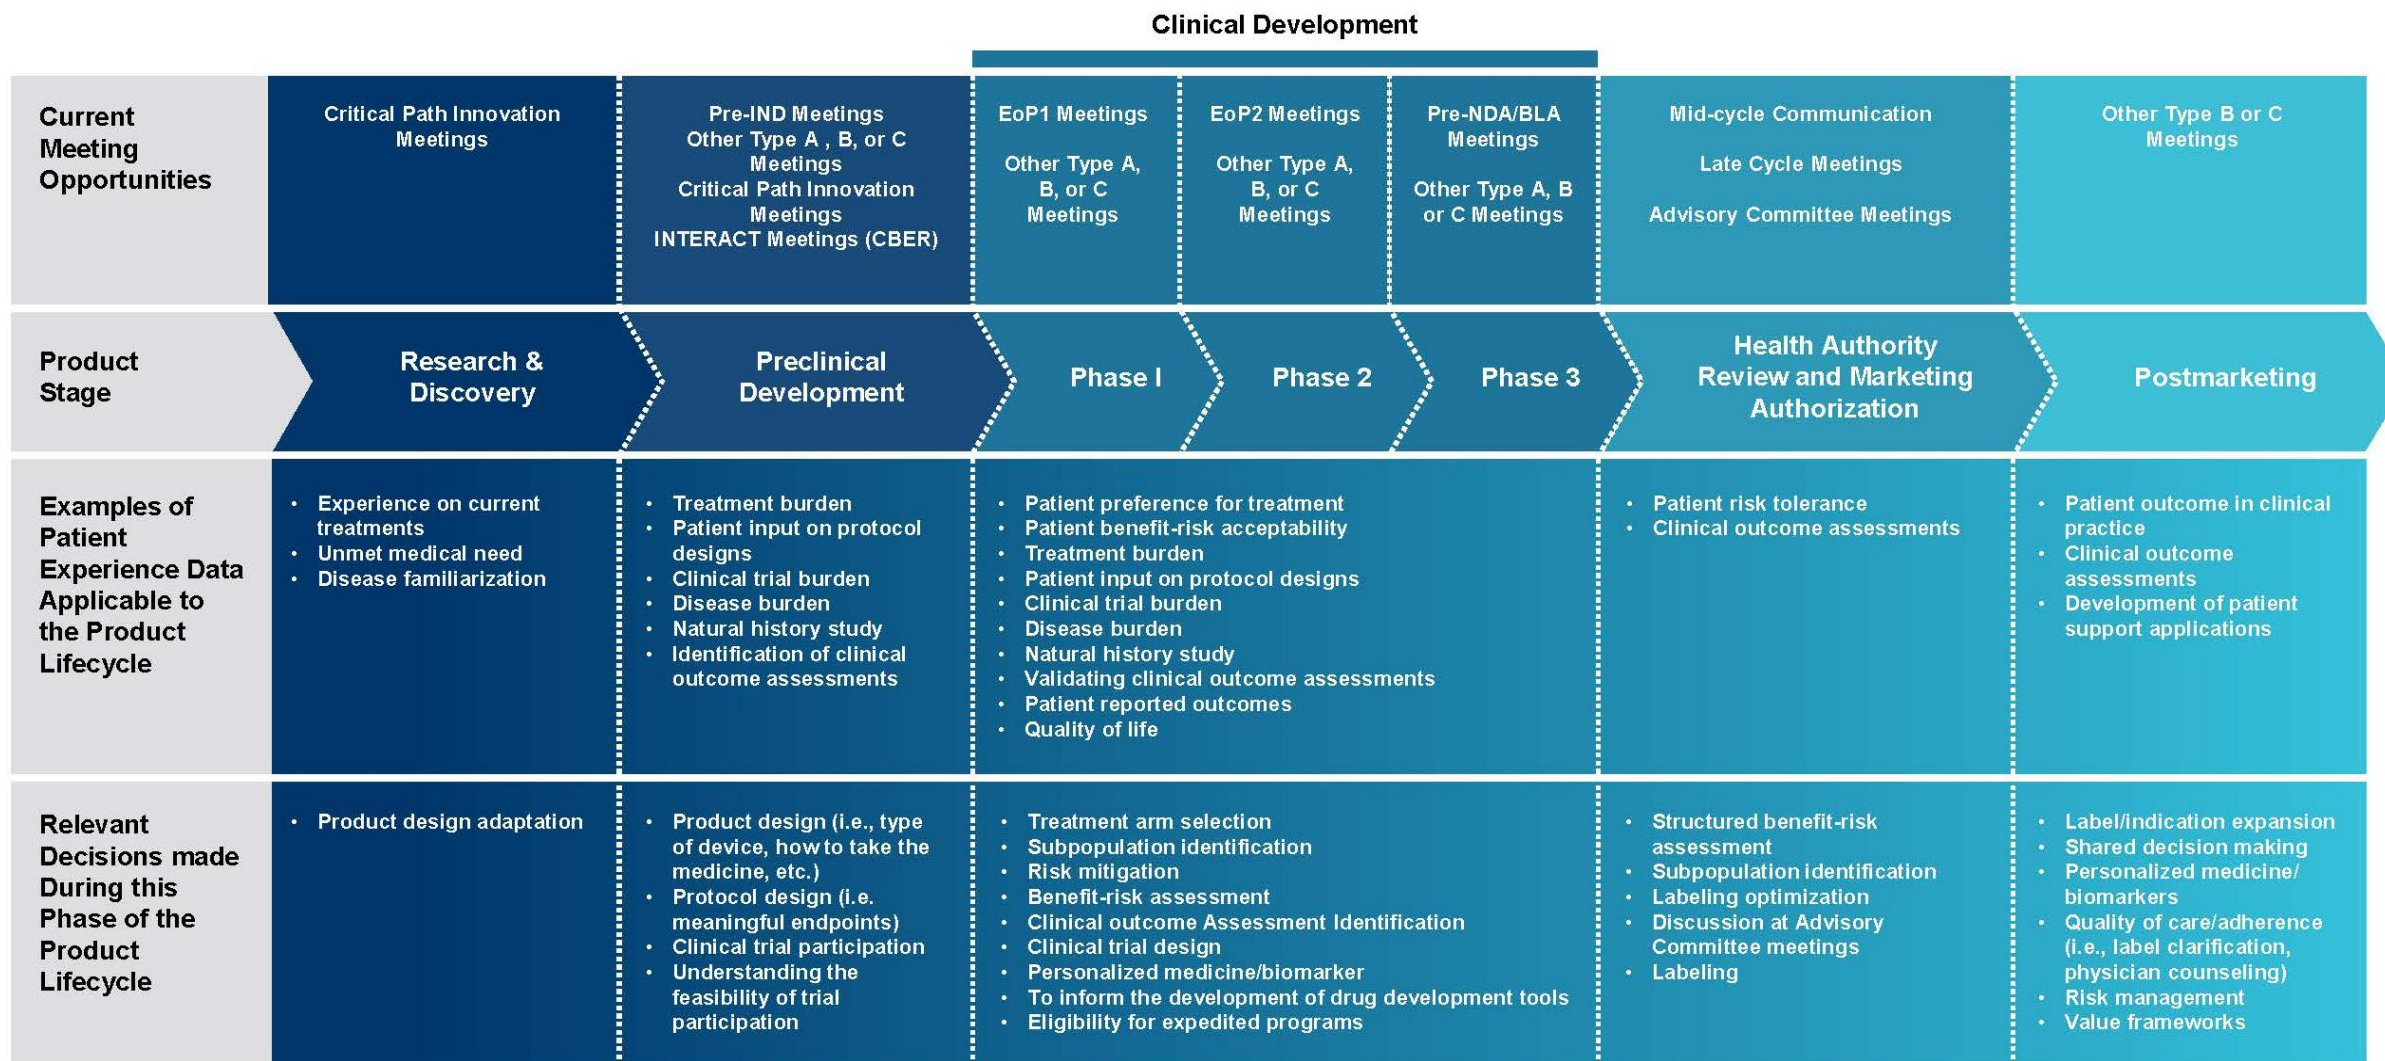 Clinical Development
Current
Meeting
Opportunities
Critical Path Innovation
Meetings
Pre-IND Meetings
Other Type A , B, or C
Meetings
Critical Path Innovation
Meetings
INTERACT Meetings (CBER)
EoP1 Meetings
Other Type A,
B, or C
Meetings
EoP2 Meetings
Other Type A,
B, or C
Meetings
Pre-NDA/BLA
Meetings
Other Type A, B
or C Meetings
Mid-cycle Communication
Late Cycle Meetings
Advisory Committee Meetings
Other Type B or C
Meetings
Product
Stage
Research &
Discovery
Preclinical
Development
Phase I
Phase 2
Phase 3
Health Authority
Review and Marketing
Authorization
Postmarketing
Examples of
Patient
Experience Data
Applicable to
the Product
Lifecycle
• Experience on current
treatments
• Unmet medical need
• Disease familiarization
• Treatment burden
• Patient input on protocol
designs
• Clinical trial burden
• Disease burden
• Natural history study
• Identification of clinical
outcome assessments
• Patient preference for treatment
• Patient benefit-risk acceptability
• Treatment burden
• Patient input on protocol designs
• Clinical trial burden
• Disease burden
• Natural history study
• Validating clinical outcome assessments
• Patient reported outcomes
• Quality of life
• Patient risk tolerance
• Clinical outcome assessments
• Patient outcome in clinical
practice
• Clinical outcome
assessments
• Development of patient
support applications
Relevant
Decisions made
During this
Phase of the
Product
Lifecycle
• Product design adaptation
• Product design (i.e., type
of device, how to take the
medicine, etc.)
• Protocol design (i.e.
meaningful endpoints)
• Clinical trial participation
• Understanding the
feasibility of trial
participation
• Treatment arm selection
• Subpopulation identification
• Risk mitigation
• Benefit-risk assessment
• Clinical outcome Assessment Identification
• Clinical trial design
• Personalized medicine/biomarker
• To inform the development of drug development tools
• Eligibility for expedited programs
• Structured benefit-risk
assessment
• Subpopulation identification
• Labeling optimization
• Discussion at Advisory
Committee meetings
• Labeling
• Label/indication expansion
• Shared decision making
• Personalized medicine/
biomarkers
• Quality of care/adherence
(i.e., label clarification,
physician counseling)
• Risk management
• Value frameworks